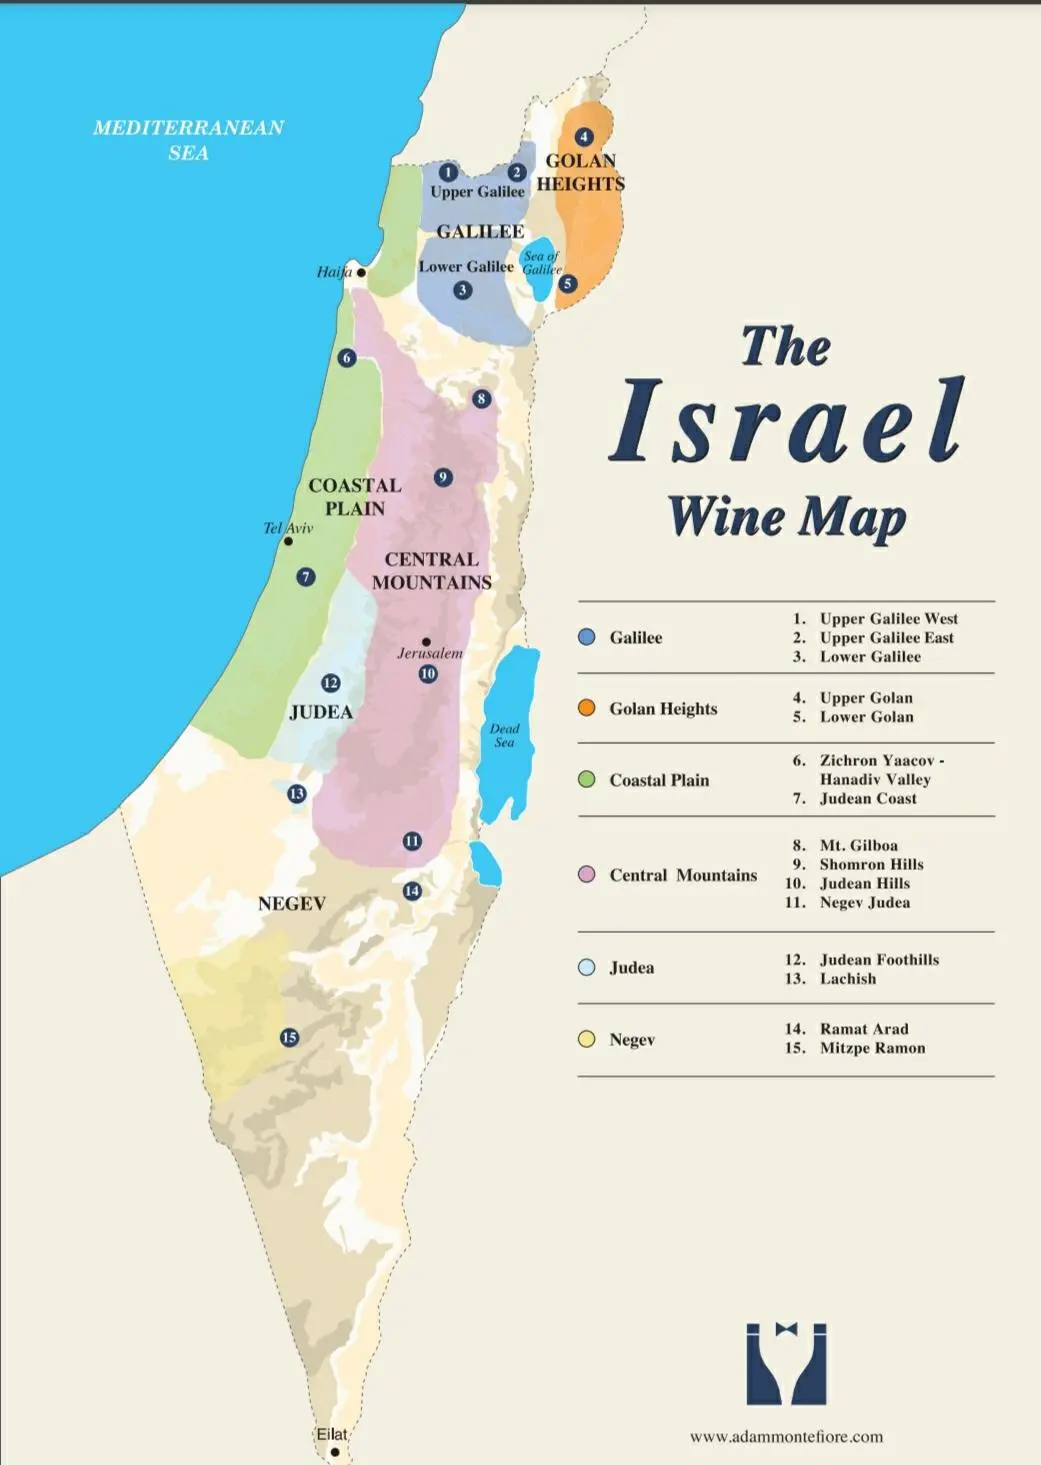 MEDITERRANEAN
SEA
4
GOLAN
HEIGHTS
1
2
Upper Galilee
GALILEE
Lower Galilee
Sea of
Galilee
Haifa
3
5
The
Israel
Wine Map
6
8
9
COASTAL
PLAIN
Tel Aviv
7
CENTRAL
MOUNTAINS
Jerusalem
10
12
JUDEA
Dead
Sea
13
11
14
NEGEV
15
Eilat
Galilee
1. Upper Galilee West
2. Upper Galilee East
3. Lower Galilee
Golan Heights
4. Upper Golan
5. Lower Golan
Coastal Plain
6. Zichron Yaacov -
Hanadiv Valley
7. Judean Coast
Central Mountains
8. Mt. Gilboa
9. Shomron Hills
10. Judean Hills
11. Negev Judea
Judea
12. Judean Foothills
13. Lachish
Negev
14. Ramat Arad
15. Mitzpe Ramon
www.adammontefiore.com